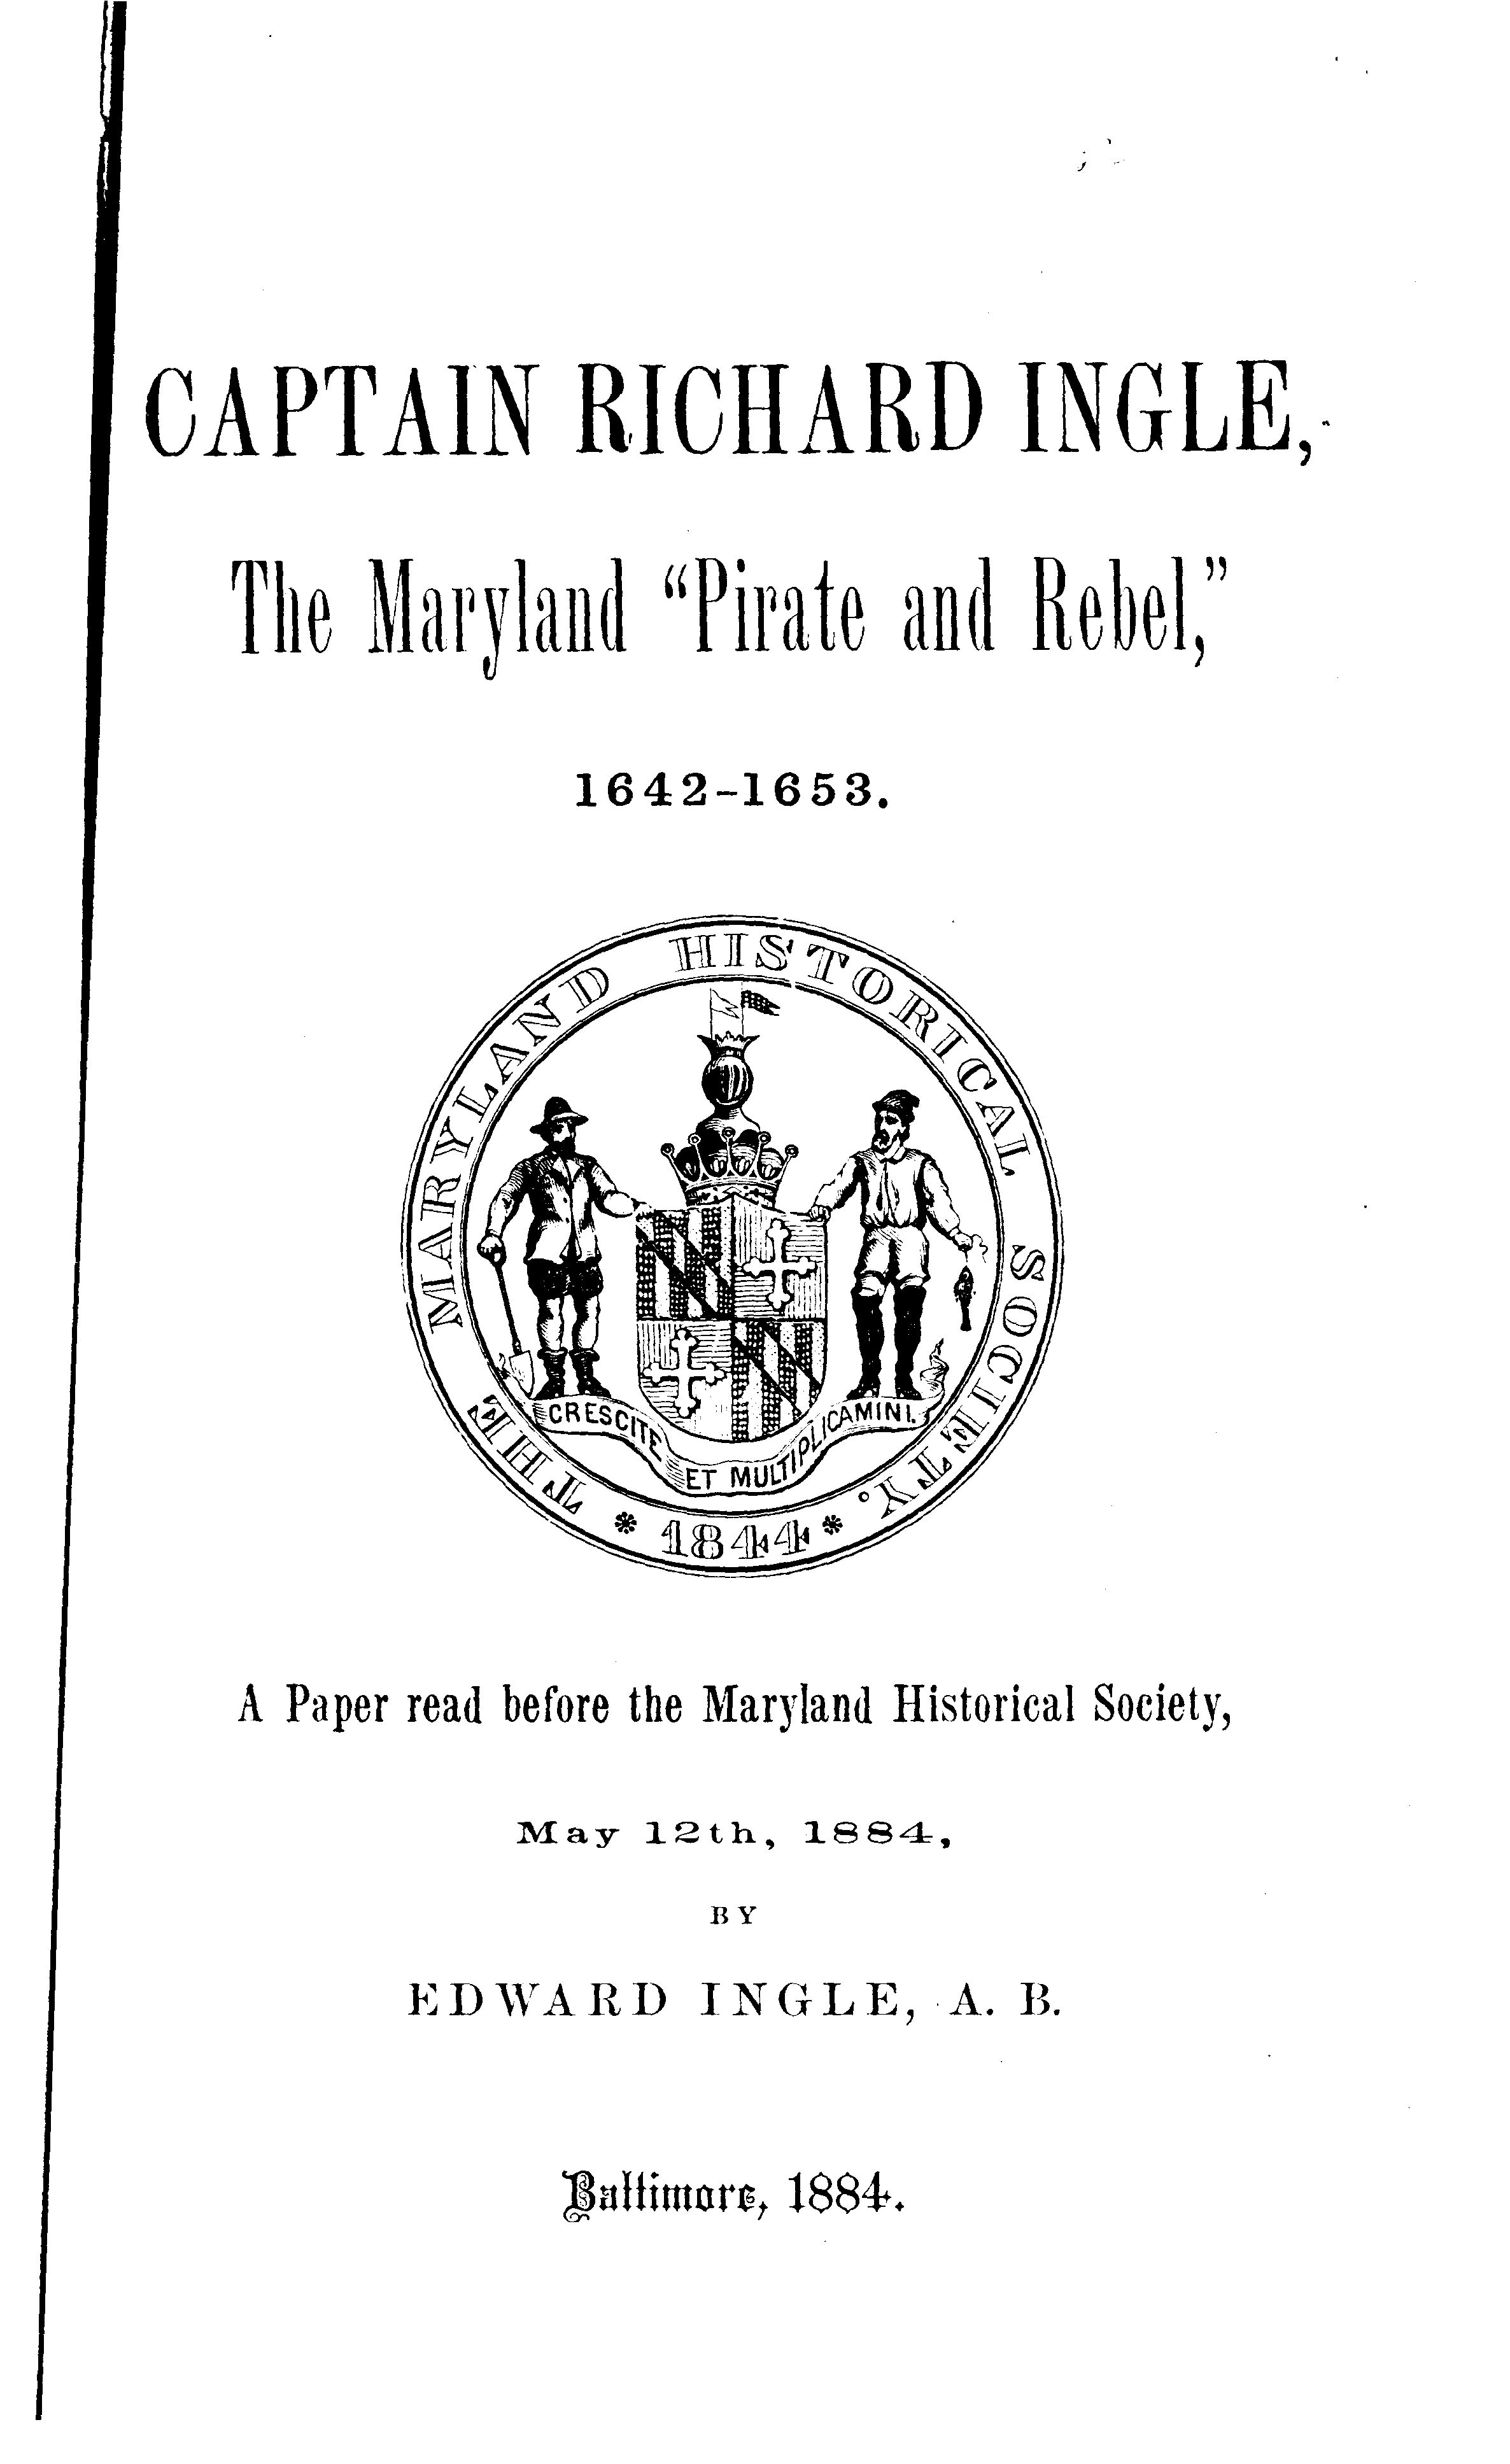 CAPTAIN RICHARD INGLE,
The Maryland “Pirate and Rebel,”
1642-1653.
THE MARYLAND HISTORICAL SOCIETY.
CRESCITE ET MULTIPLICAMINI.
* 1844 *
A Paper read before the Maryland Historical Society,
May 12th, 1884,
BY
EDWARD INGLE, A. B.
Baltimore, 1884.